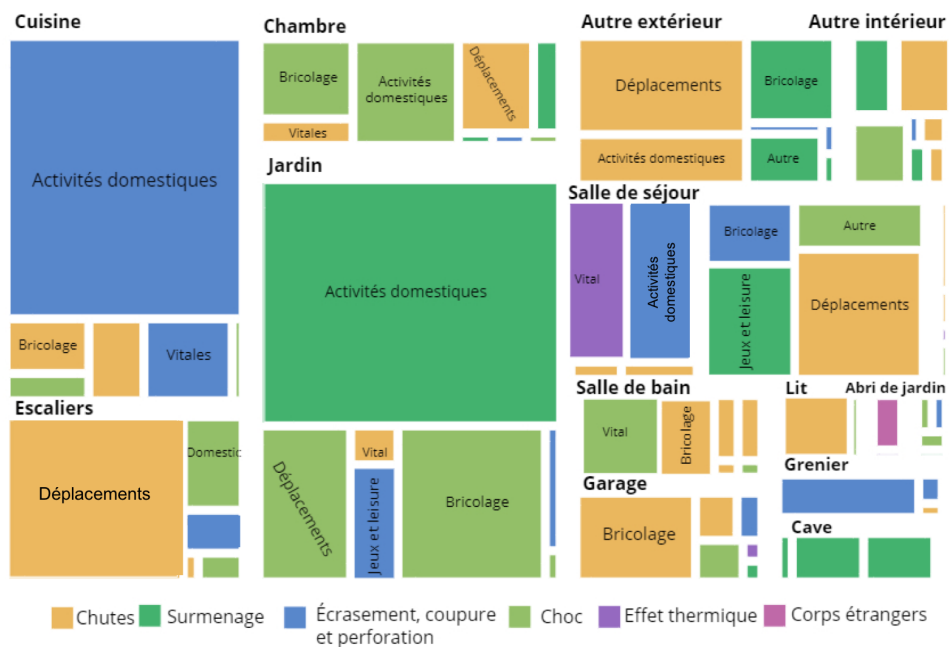 Cuisine
Activités domestiques
Bricolage
Vitales
Escaliers
Déplacements
Domestic
Chambre
Bricolage
Vitales
Activités
domestiques
Déplacements
Jardin
Activités domestiques
Déplacements
Vital
Jeux et leisure
Bricolage
Autre extérieur
Déplacements
Activités domestiques
Bricolage
Autre
Autre intérieur
Salle de séjour
Vital
Activités
domestiques
Bricolage
Jeux et leisure
Autre
Déplacements
Salle de bain
Vital
Bricolage
Lit
Abri de jardin
Garage
Bricolage
Grenier
Cave
Chutes
Surmenage
Écrasement, coupure
et perforation
Choc
Effet thermique
Corps étrangers